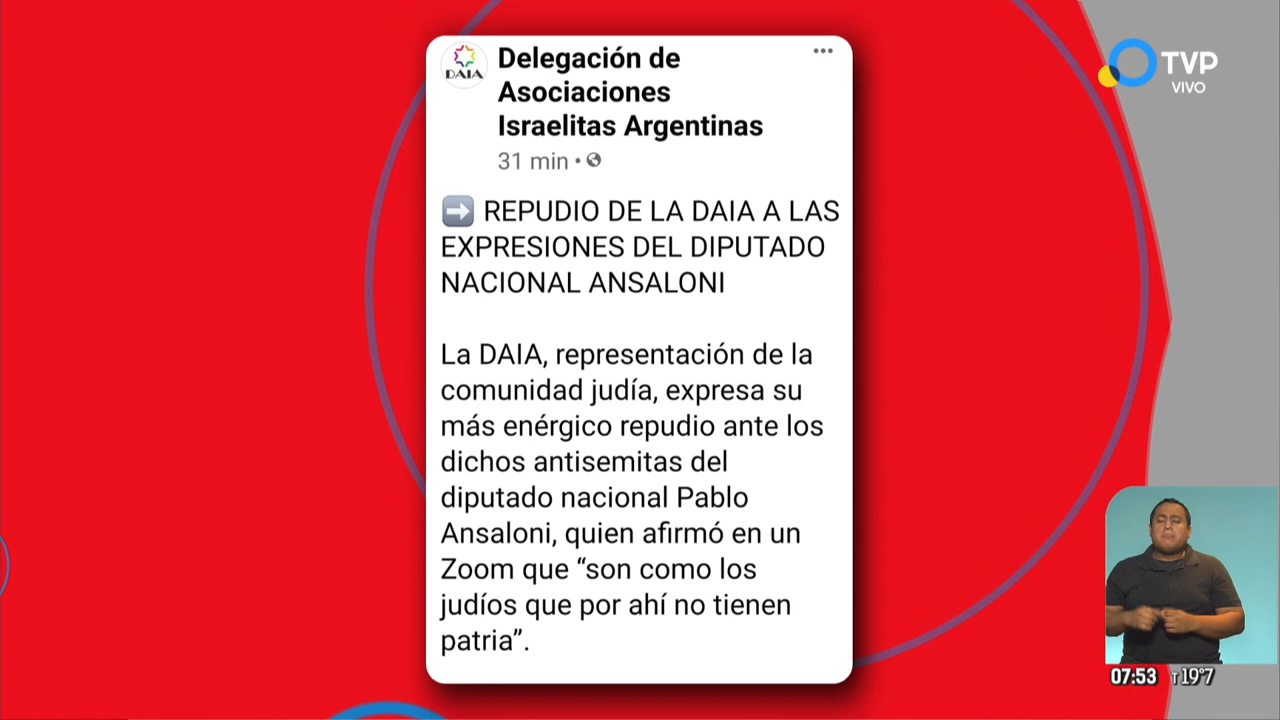 DAIA
Delegación de
Asociaciones
Israelitas Argentinas
31 min •
REPUDIO DE LA DAIA A LAS
EXPRESIONES DEL DIPUTADO
NACIONAL ANSALONI
La DAIA, representación de la
comunidad judía, expresa su
más enérgico repudio ante los
dichos antisemitas del
diputado nacional Pablo
Ansaloni, quien afirmó en un
Zoom que “son como los
judíos que por ahí no tienen
patria”.
TVP
VIVO
07:53 T 19°7